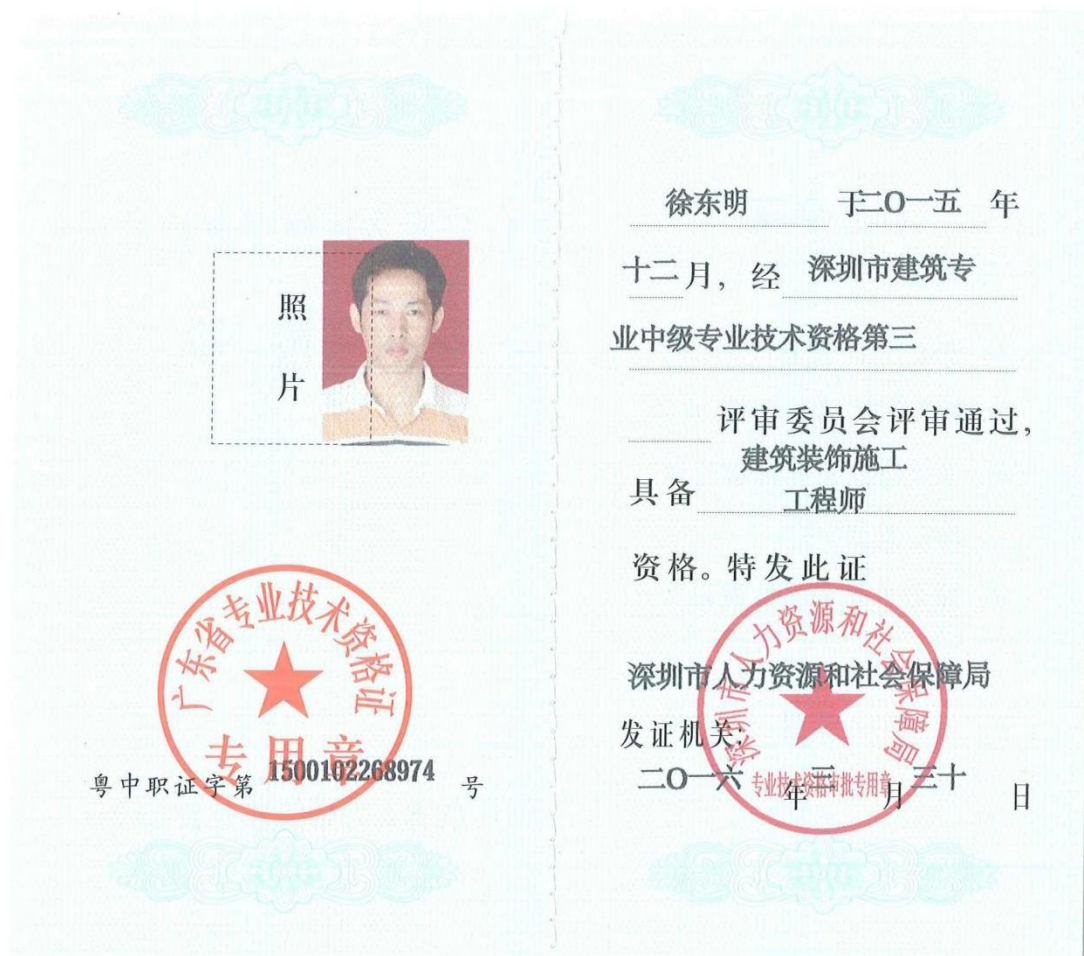 照
片
广东省专业技术资格证
专用章
粤中职证字第 1500102268974 号
徐东明 于二〇一五 年
十二月，经 深圳市建筑专
业中级专业技术资格第三
评审委员会评审通过，
建筑装饰施工
具备 工程师
资格。特发此证
深圳市人力资源和社会保障局
深圳市人力资源和社会保障局
发证机关：
二〇一六 年 三 月 三十 日
专业技术资格审批专用章